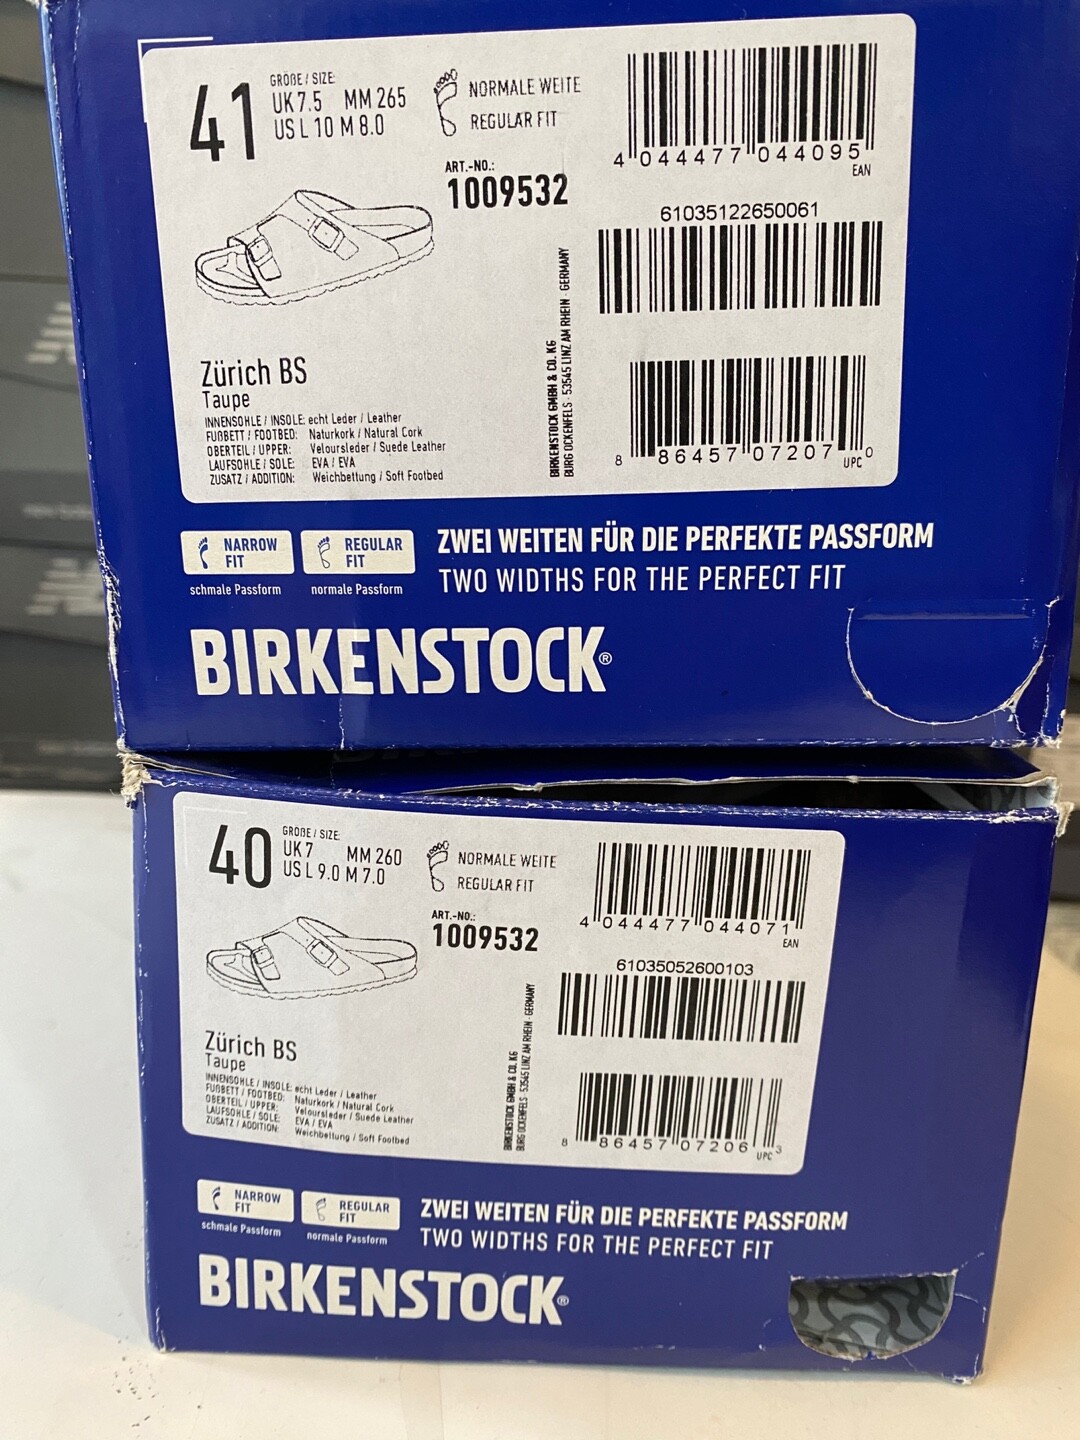 41
GRÖßE / SIZE:
UK 7.5 MM 265
US L 10 M 8.0
NORMALE WEITE
REGULAR FIT
ART.-NO.:
1009532
4 044477 044095
EAN
61035122650061
Zürich BS
Taupe
INNENSOHLE / INSOLE: echt Leder / Leather
FUßBETT / FOOTBED: Naturkork / Natural Cork
OBERTEIL / UPPER: Veloursleder / Suede Leather
LAUFSOHLE / SOLE: EVA / EVA
ZUSATZ / ADDITION: Weichbettung / Soft Footbed
BIRKENSTOCK GMBH & CO. KG
BURG OCKENFELS · 53545 LINZ AM RHEIN · GERMANY
8 86457 07207 0
UPC
NARROW FIT
schmale Passform
REGULAR FIT
normale Passform
ZWEI WEITEN FÜR DIE PERFEKTE PASSFORM
TWO WIDTHS FOR THE PERFECT FIT
BIRKENSTOCK®
40
GRÖßE / SIZE:
UK 7 MM 260
US L 9.0 M 7.0
NORMALE WEITE
REGULAR FIT
ART.-NO.:
1009532
4 044477 044071
EAN
61035052600103
Zürich BS
Taupe
INNENSOHLE / INSOLE: echt Leder / Leather
FUßBETT / FOOTBED: Naturkork / Natural Cork
OBERTEIL / UPPER: Veloursleder / Suede Leather
LAUFSOHLE / SOLE: EVA / EVA
ZUSATZ / ADDITION: Weichbettung / Soft Footbed
BIRKENSTOCK GMBH & CO. KG
BURG OCKENFELS · 53545 LINZ AM RHEIN · GERMANY
8 86457 07206 3
UPC
NARROW FIT
schmale Passform
REGULAR FIT
normale Passform
ZWEI WEITEN FÜR DIE PERFEKTE PASSFORM
TWO WIDTHS FOR THE PERFECT FIT
BIRKENSTOCK®